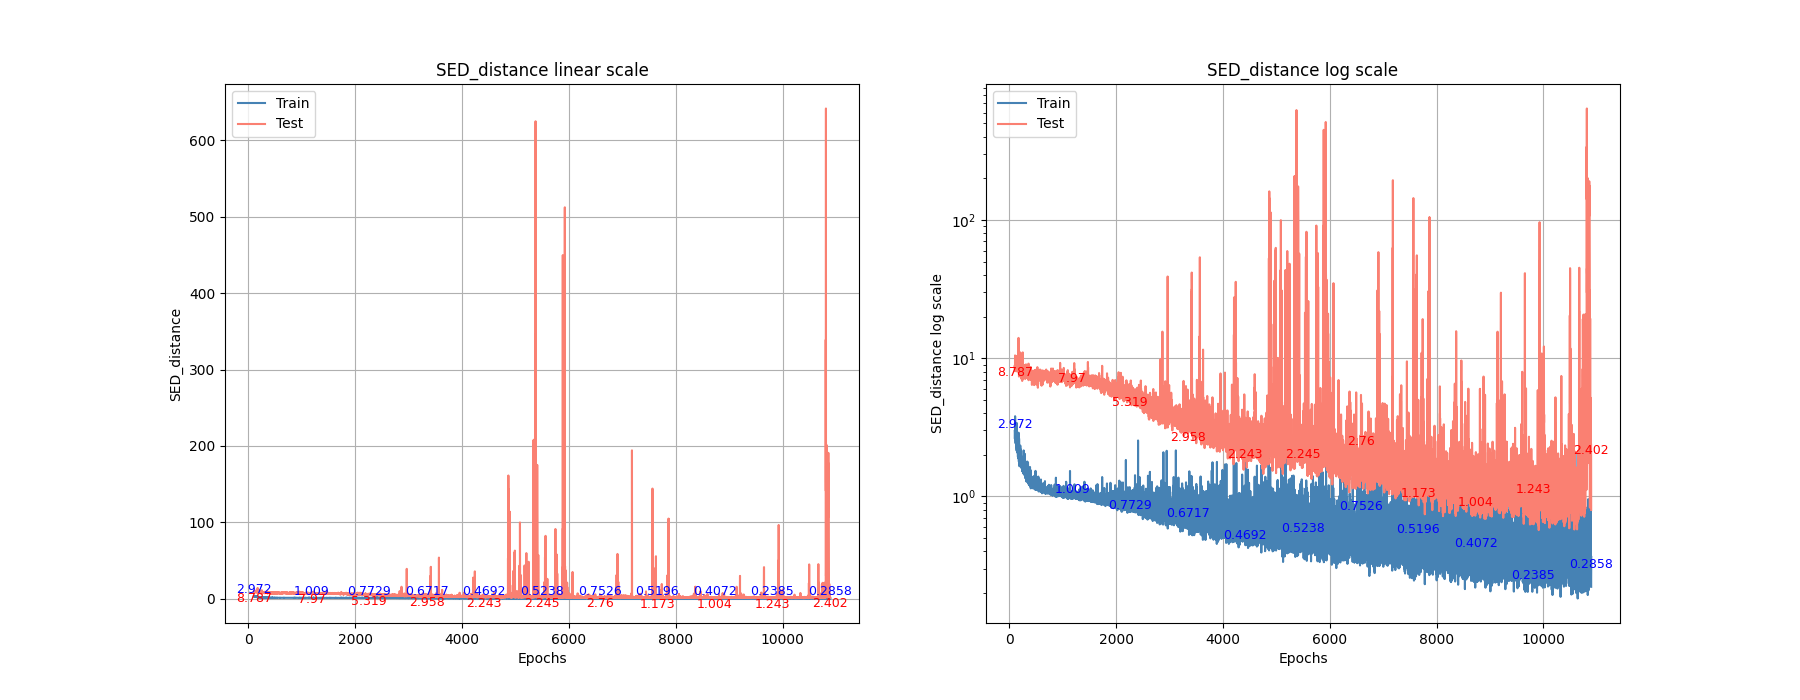 SED_distance linear scale
Train
Test
SED_distance
600
500
400
300
200
100
0
2.972 1.009 0.7729 0.6717 0.4692 0.5238 0.7526 0.5196 0.4072 0.2385 0.2858
8.787 7.97 5.319 2.958 2.243 2.245 2.76 1.173 1.004 1.243 2.402
0 2000 4000 6000 8000 10000
Epochs
SED_distance log scale
Train
Test
SED_distance log scale
10²
10¹
10⁰
8.787 7.97 5.319 2.958 2.243 2.245 2.76 1.173 1.004 1.243 2.402
2.972 1.009 0.7729 0.6717 0.4692 0.5238 0.7526 0.5196 0.4072 0.2385 0.2858
0 2000 4000 6000 8000 10000
Epochs